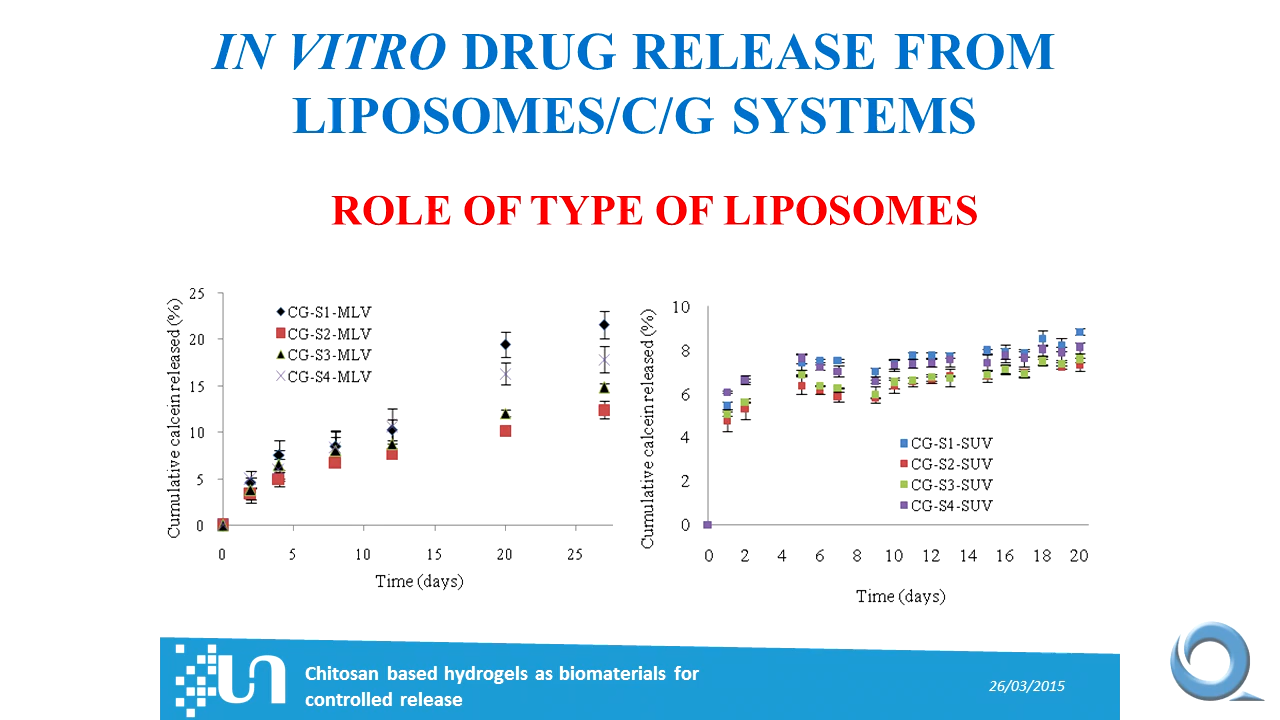 IN VITRO DRUG RELEASE FROM
LIPOSOMES/C/G SYSTEMS
ROLE OF TYPE OF LIPOSOMES
Cumulative calcein released (%)
25
20
15
10
5
0
CG-S1-MLV
CG-S2-MLV
CG-S3-MLV
CG-S4-MLV
0 5 10 15 20 25
Time (days)
Cumulative calcein released (%)
10
8
6
4
2
0
CG-S1-SUV
CG-S2-SUV
CG-S3-SUV
CG-S4-SUV
0 2 4 6 8 10 12 14 16 18 20
Time (days)
Chitosan based hydrogels as biomaterials for
controlled release
26/03/2015